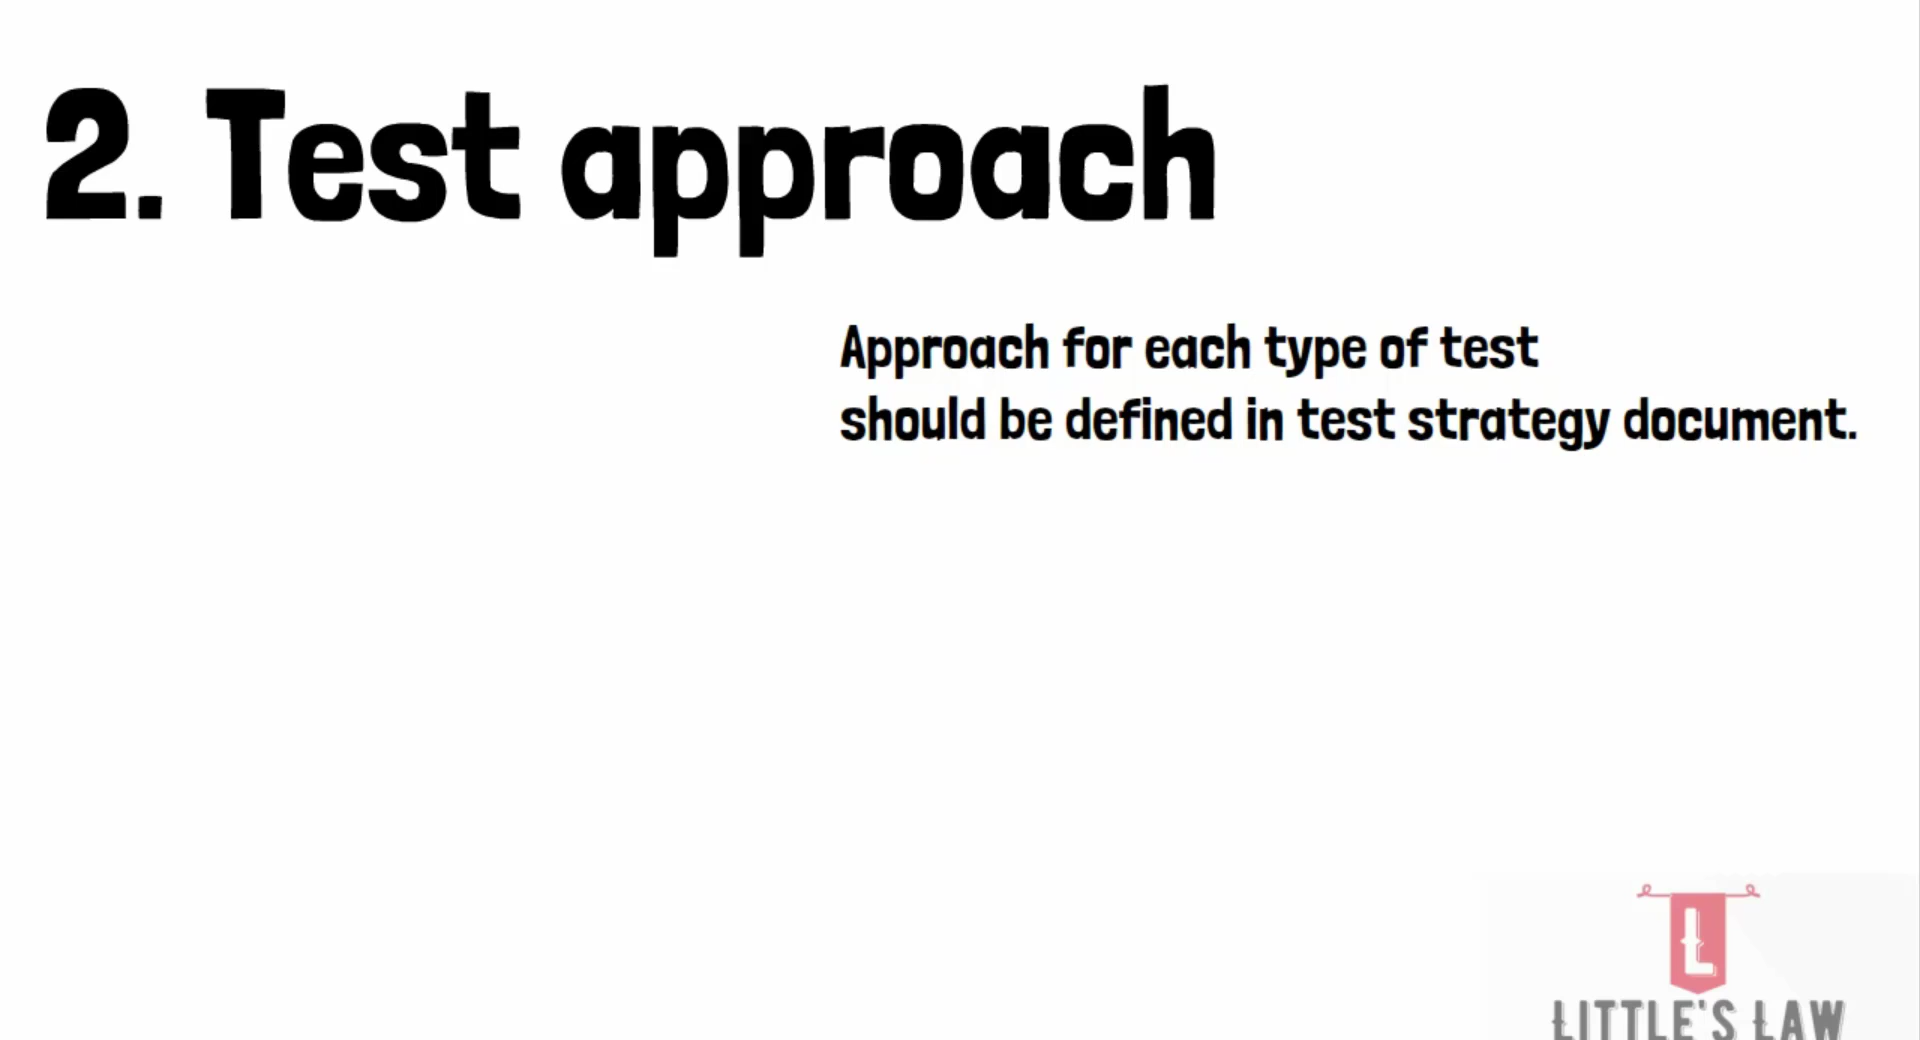 2. Test approach
Approach for each type of test
should be defined in test strategy document.
L
LITTLE'S LAW